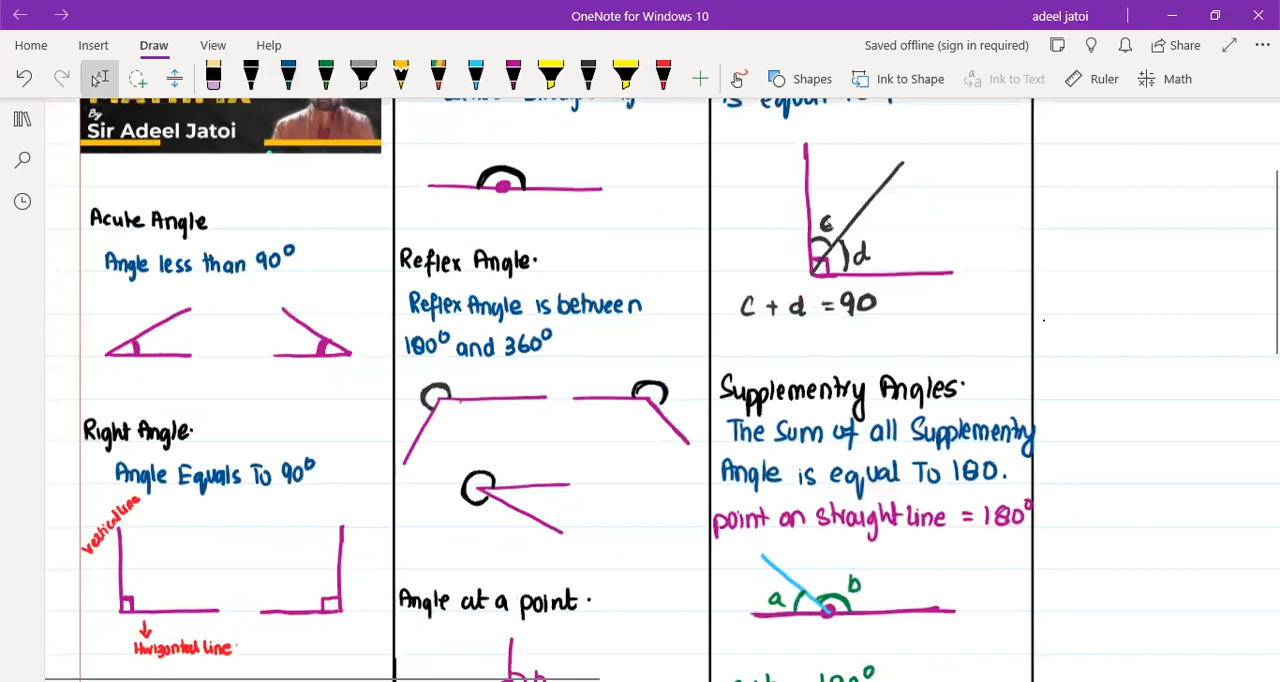 OneNote for Windows 10
adeel jatoi
Home
Insert
Draw
View
Help
Saved offline (sign in required)
Share
Shapes
Ink to Shape
Ink to Text
Ruler
Math
By
Sir Adeel Jatoi
Acute Angle
Angle less than 90°
Right Angle.
Angle Equals To 90°
Vertical line
Horizontal line
Reflex Angle.
Reflex Angle is between
180° and 360°
Angle at a point.
is equal to
c
d
c + d = 90
Supplementry Angles.
The Sum of all Supplementry
Angle is equal To 180.
point on straight line = 180°
a
b
180°